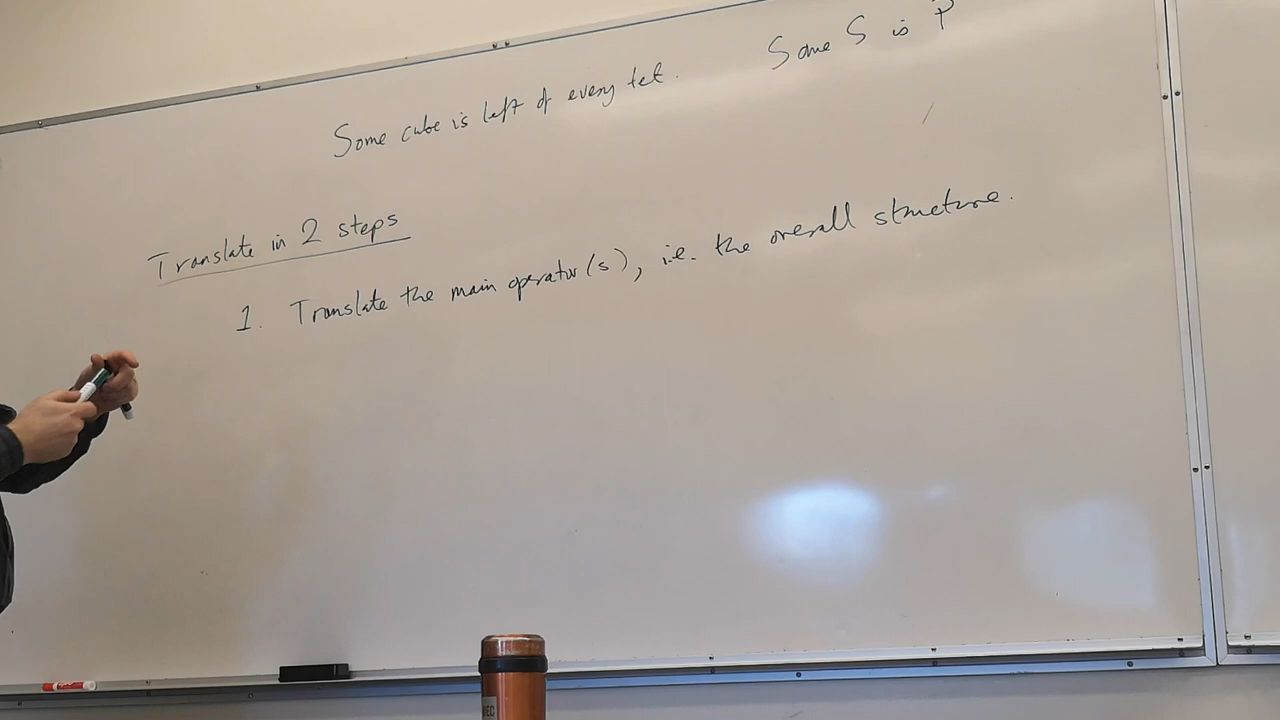 Some cube is left of every tet. Some S is P
Translate in 2 steps
1. Translate the main operator(s), i.e. the overall structure.